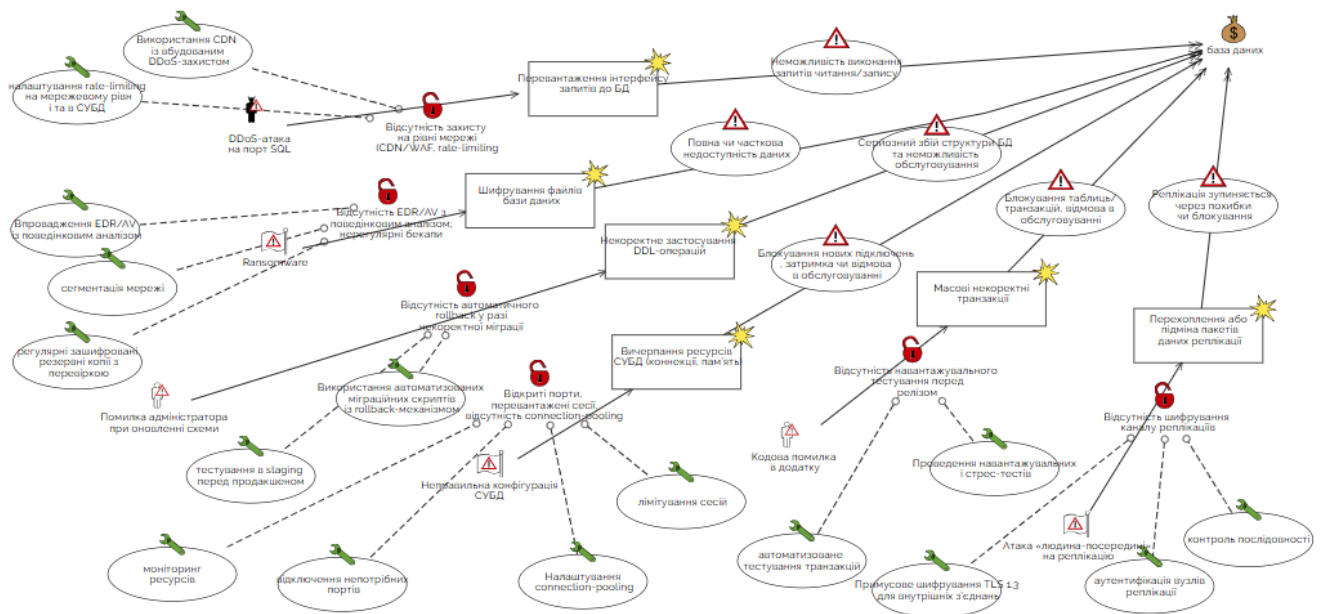 Використання CDN
із вбудованим
DDoS-захистом
налаштування rate-limiting
на мережевому рівн
і та в СУБД
DDoS-атака
на порт SQL
Відсутність захисту
на рівні мережі
(CDN/WAF, rate-limiting
Перевантаження інтерфейсу
запитів до БД
Неможливість виконання
запитів читання/запису
база даних
Повна чи часткова
недоступність даних
Серйозний збій структури БД
та неможливість
обслуговування
Шифрування файлів
бази даних
Впровадження EDR/AV
із поведінковим аналізом
Відсутність EDR/AV з
поведінковим аналізом;
нерегулярні бекапи
Ransomware
сегментація мережі
регулярні зашифровані
резервні копії з
перевіркою
Некоректне застосування
DDL-операцій
Блокування таблиць/
транзакцій, відмова в
обслуговуванні
Реплікація зупиняється
через похибки
чи блокування
Блокування нових підключень
, затримка чи відмова
в обслуговуванні
Масові некоректні
транзакції
Перехоплення або
підміна пакетів
даних реплікації
Відсутність автоматичного
rollback у разі
некоректної міграції
Вичерпання ресурсів
СУБД (коннекції, пам'ять)
Помилка адміністратора
при оновленні схеми
Використання автоматизованих
міграційних скриптів
із rollback-механізмом
Відкриті порти,
перевантажені сесії,
відсутність connection-pooling
Відсутність навантажувального
тестування перед
релізом
Відсутність шифрування
каналу реплікаціїв
тестування в staging
перед продакшеном
Неправильна конфігурація
СУБД
лімітування сесій
Кодова помилка
в додатку
Проведення навантажувальних
і стрес-тестів
моніторинг
ресурсів
відключення непотрібних
портів
Налаштування
connection-pooling
автоматизоване
тестування транзакцій
Примусове шифрування TLS 1.3
для внутрішніх з'єднань
Атака «людина-посередині»
на реплікацію
аутентифікація вузлів
реплікації
контроль послідовності